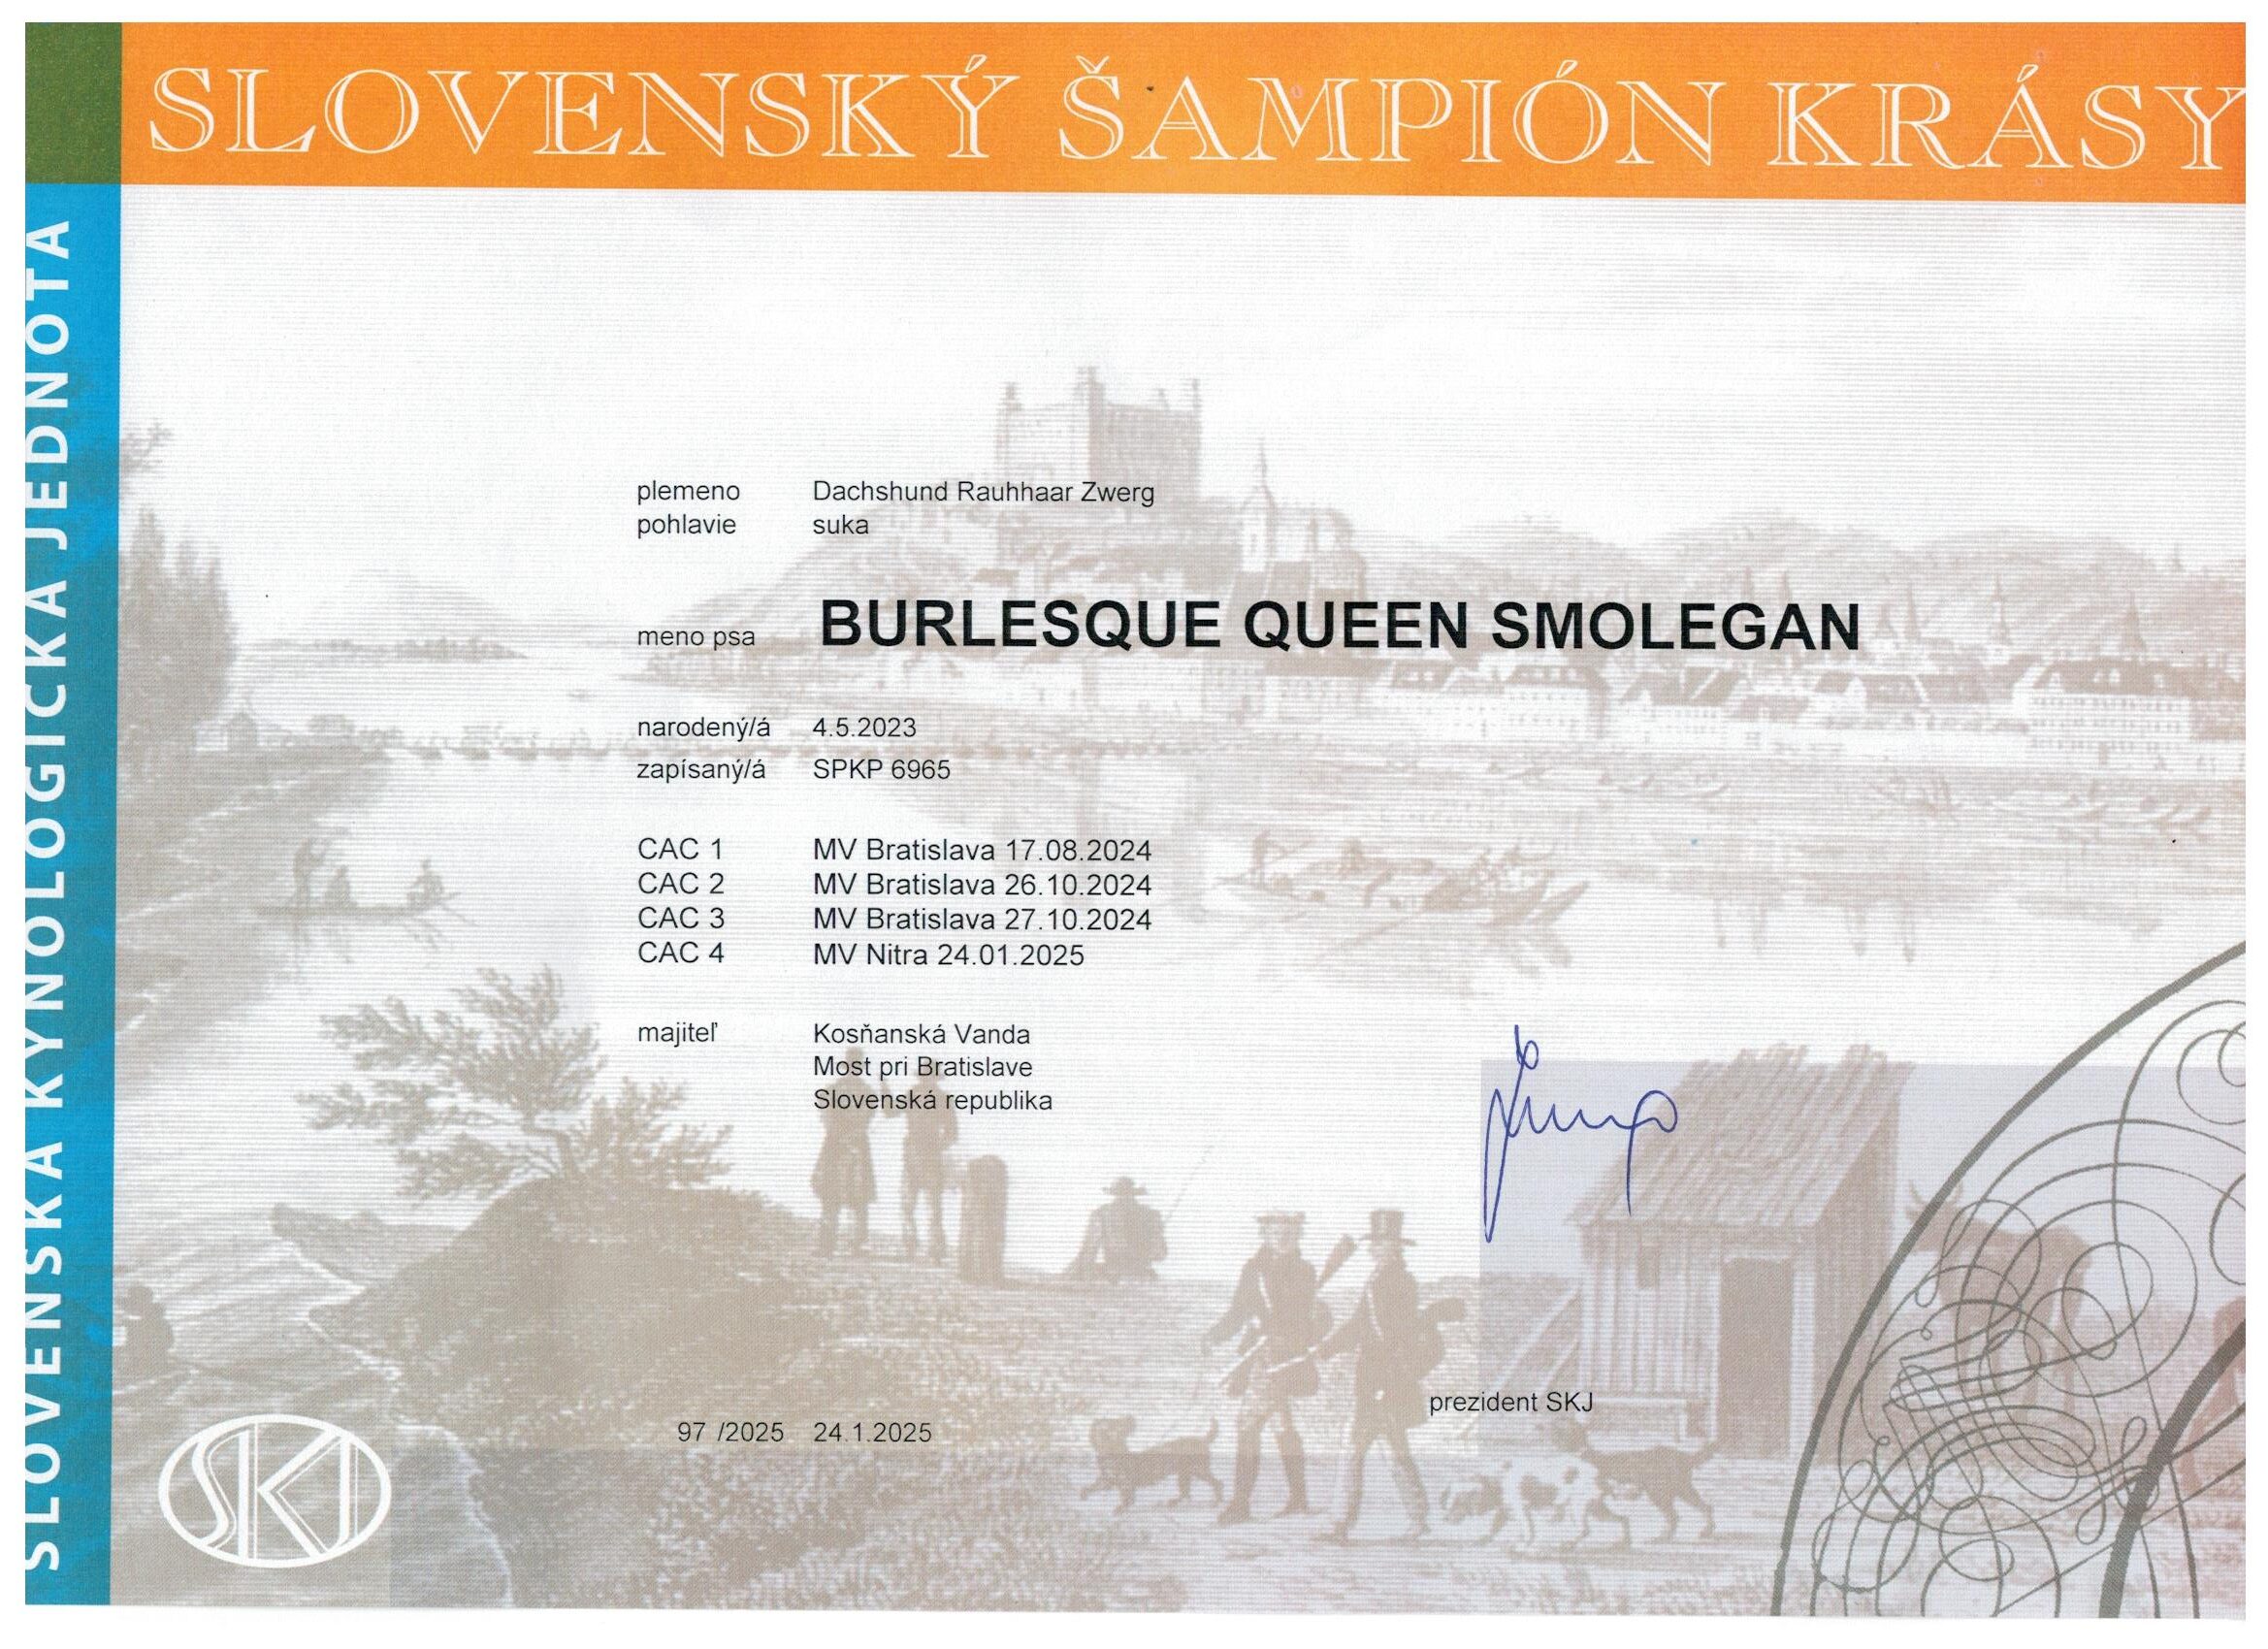 SLOVENSKÝ ŠAMPIÓN KRÁSY
SLOVENSKÁ KYNOLOGICKÁ JEDNOTA
plemeno Dachshund Rauhhaar Zwerg
pohlavie suka
meno psa BURLESQUE QUEEN SMOLEGAN
narodený/á 4.5.2023
zapísaný/á SPKP 6965
CAC 1 MV Bratislava 17.08.2024
CAC 2 MV Bratislava 26.10.2024
CAC 3 MV Bratislava 27.10.2024
CAC 4 MV Nitra 24.01.2025
majiteľ Kosňanská Vanda
Most pri Bratislave
Slovenská republika
prezident SKJ
97 /2025 24.1.2025
SKJ